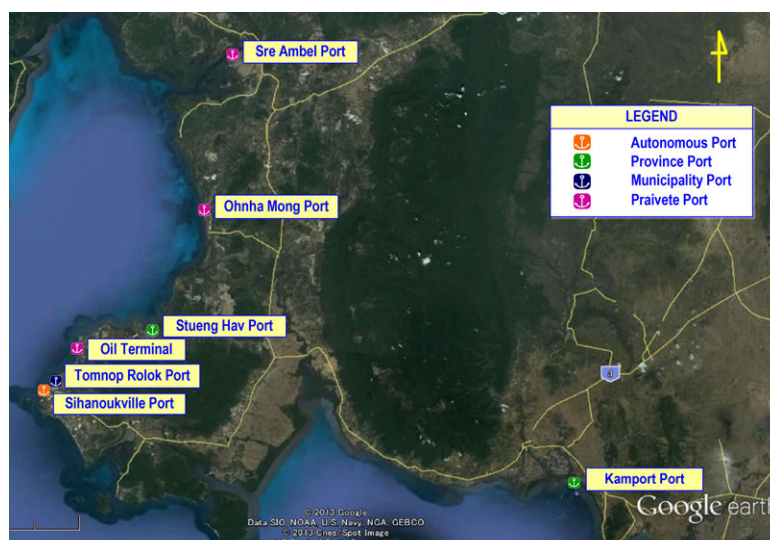 Sre Ambel Port
LEGEND
Autonomous Port
Province Port
Municipality Port
Praivete Port
Ohnha Mong Port
Stueng Hav Port
Oil Terminal
Tomnop Rolok Port
Sihanoukville Port
3
Kamport Port
© 2013 Google
Data SIO, NOAA, U.S. Navy, NGA, GEBCO
© 2013 Cnes/Spot Image
Google earth